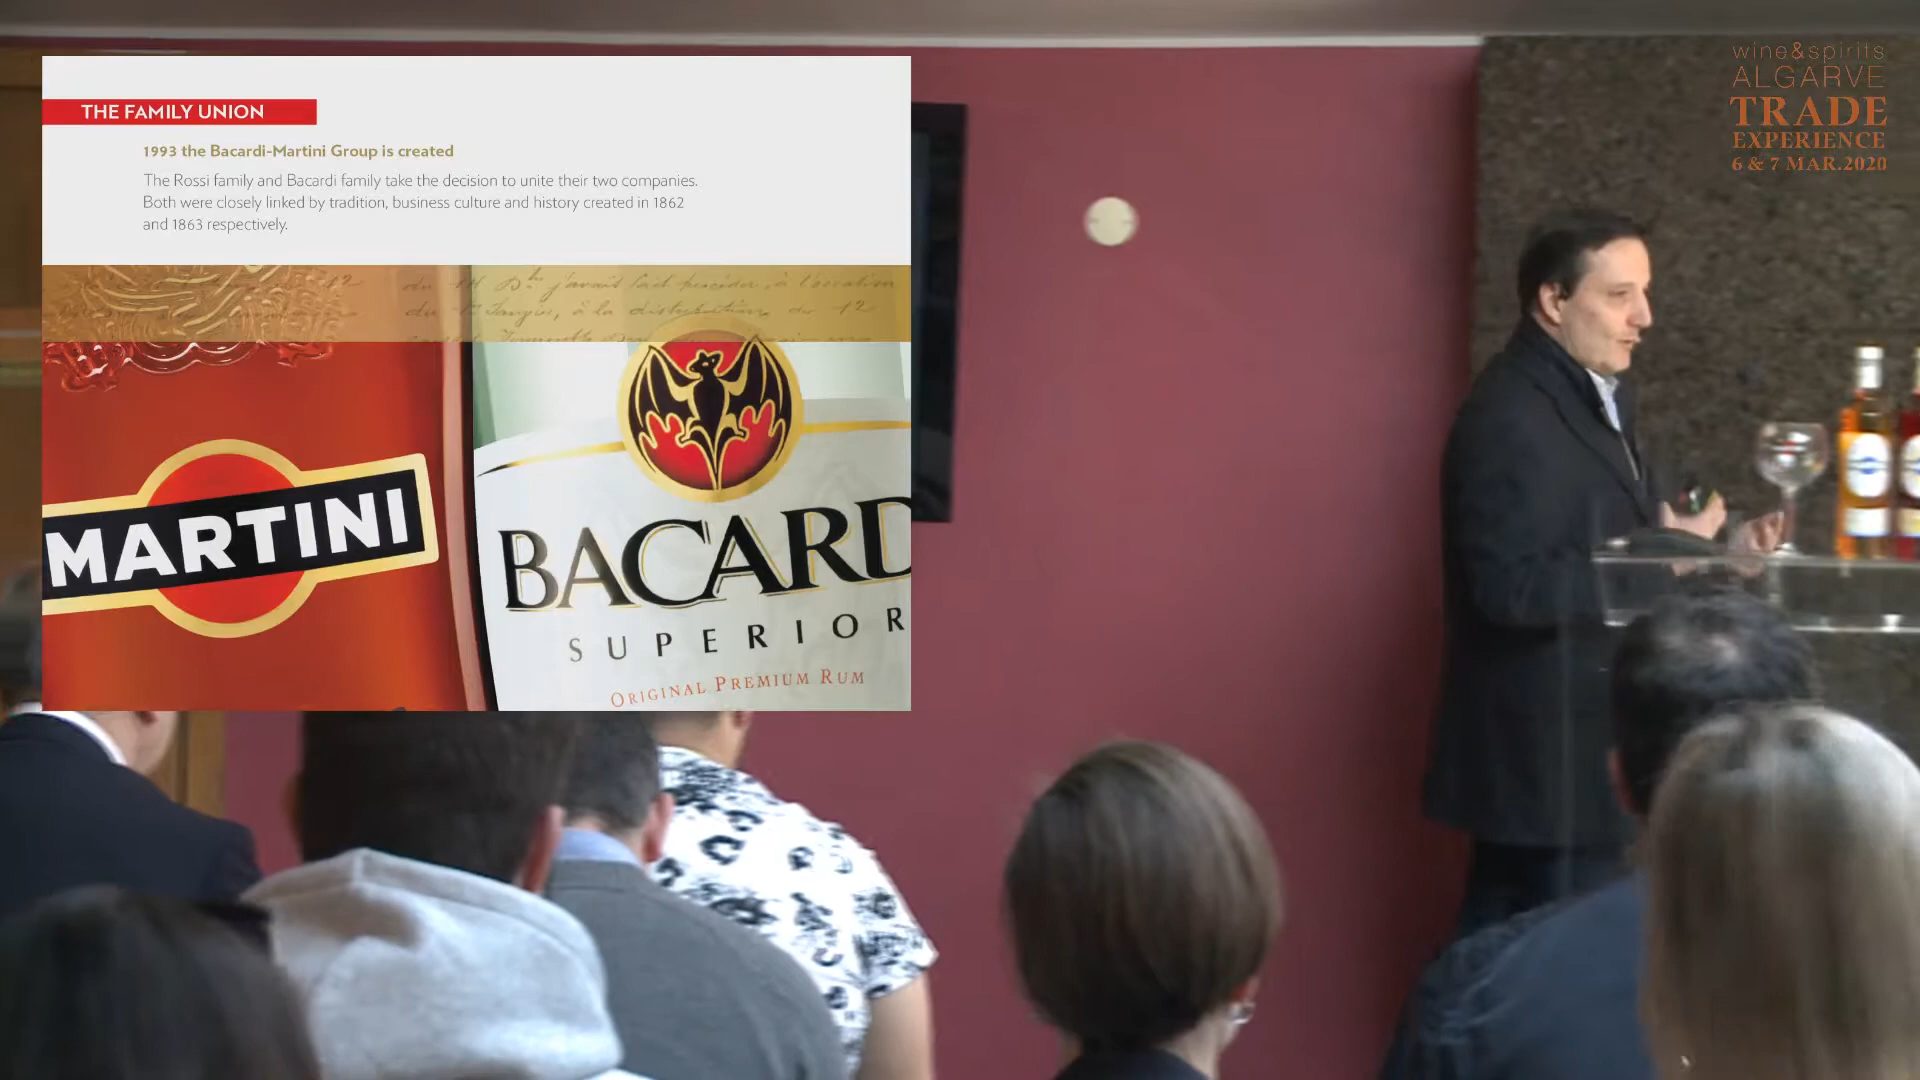 THE FAMILY UNION
1993 the Bacardi-Martini Group is created
The Rossi family and Bacardi family take the decision to unite their two companies.
Both were closely linked by tradition, business culture and history created in 1862
and 1863 respectively.
MARTINI
BACARD
SUPERIOR
ORIGINAL PREMIUM RUM
wine&spirits
ALGARVE
TRADE
EXPERIENCE
6 & 7 MAR.2020